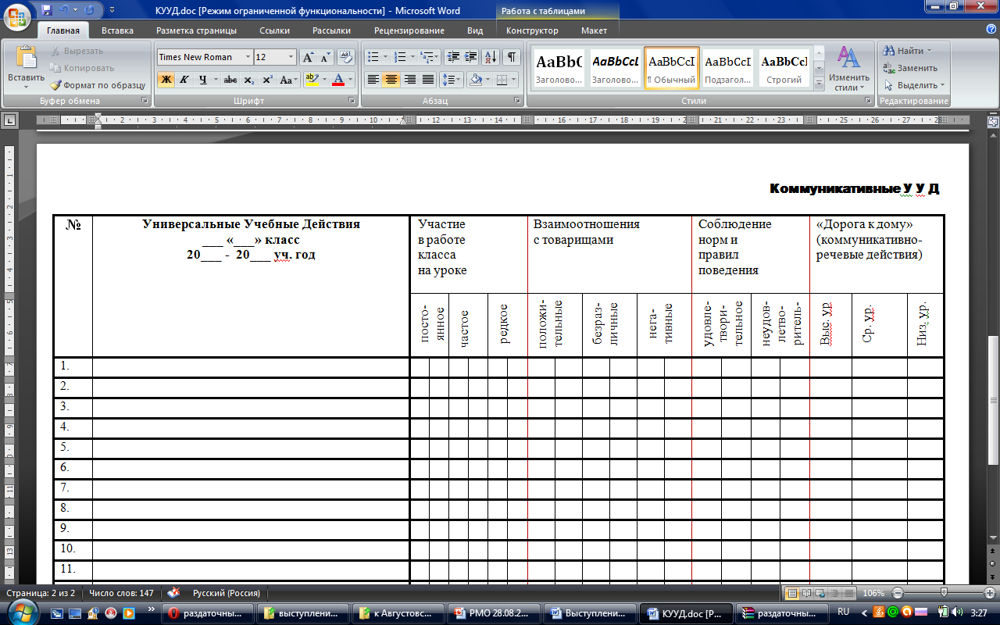 КУУД.doc [Режим ограниченной функциональности] - Microsoft Word
Работа с таблицами
Главная Вставка Разметка страницы Ссылки Рассылки Рецензирование Вид Конструктор Макет
Вставить
Вырезать
Копировать
Формат по образцу
Буфер обмена
Times New Roman 12
Ж К Ч abc x₂ x² Aa
Шрифт
Абзац
AaBbC AaBbCcL AaBbCcI AaBbCcI AaBbCcI
Заголово... Заголово... ¶ Обычный Подзагол... Строгий
Стили
Изменить
стили
Найти
Заменить
Выделить
Редактирование
Коммуникативные У У Д
№
Универсальные Учебные Действия
___ «___» класс
20___ - 20___ уч. год
Участие
в работе
класса
на уроке
Взаимоотношения
с товарищами
Соблюдение
норм и
правил
поведения
«Дорога к дому»
(коммуникативно-
речевые действия)
посто-
янное
частое
редкое
положи-
тельные
безраз-
личные
нега-
тивные
удовле-
твори-
тельное
неудов-
летво-
ритель-
Выс. ур
Ср. ур.
Низ. ур.
1.
2.
3.
4.
5.
6.
7.
8.
9.
10.
11.
Страница: 2 из 2 Число слов: 147 Русский (Россия) 106%
раздаточны... выступлени... к Августовс... РМО 28.08.2... Выступлени... КУУД.doc [Р... раздаточны... RU 3:27